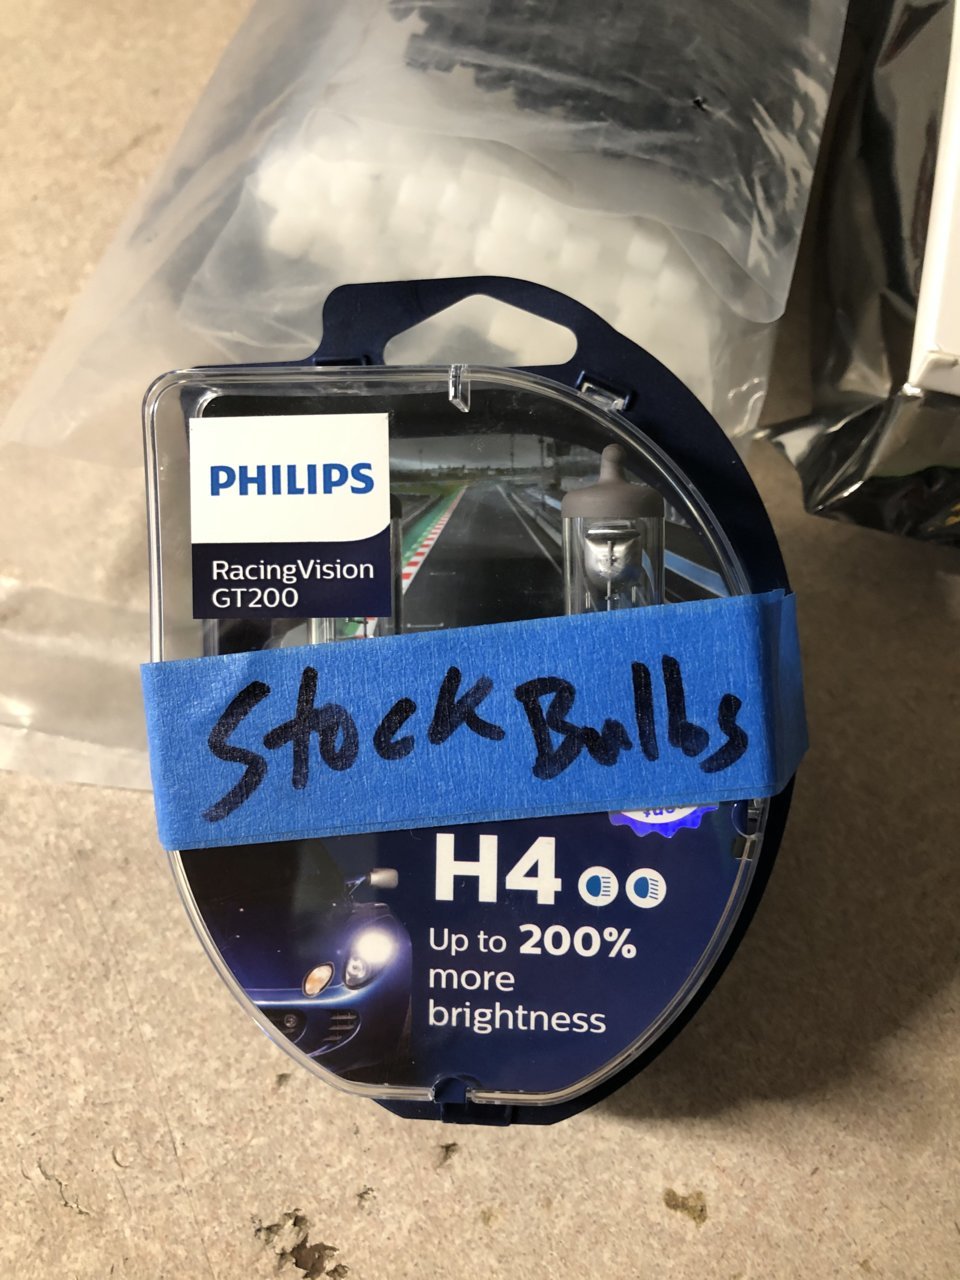 PHILIPS
RacingVision
GT200
Stock Bulbs
H4
Up to 200%
more
brightness